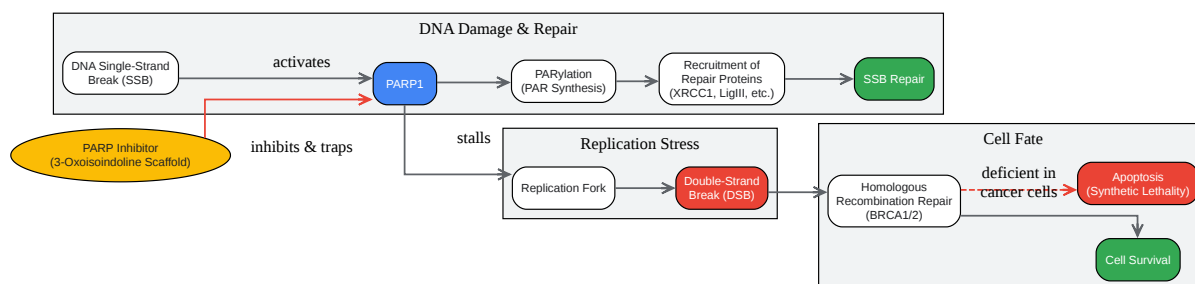 DNA Damage & Repair
DNA Single-Strand
Break (SSB)
activates
PARP1
PARylation
(PAR Synthesis)
Recruitment of
Repair Proteins
(XRCC1, LigIII, etc.)
SSB Repair
PARP Inhibitor
(3-Oxoisoindoline Scaffold)
inhibits & traps
stalls
Replication Stress
Replication Fork
Double-Strand
Break (DSB)
Cell Fate
Homologous
Recombination Repair
(BRCA1/2)
deficient in
cancer cells
Apoptosis
(Synthetic Lethality)
Cell Survival